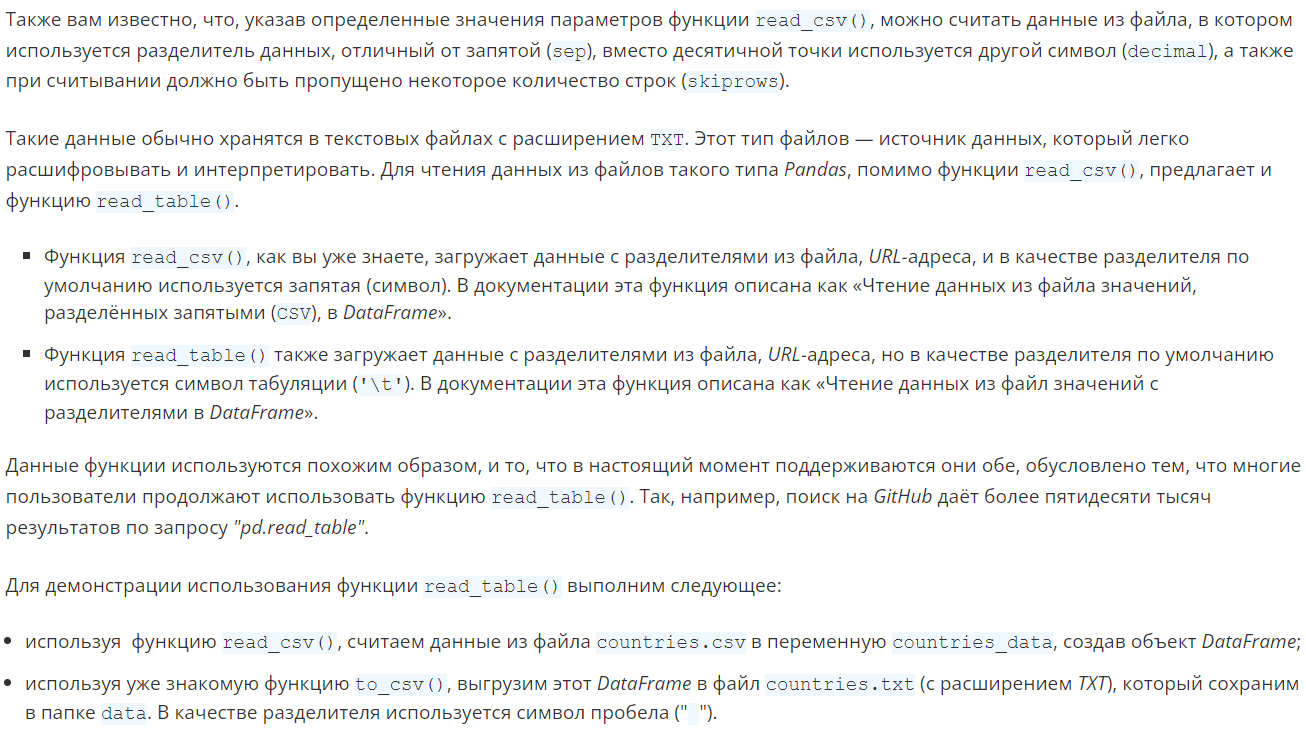 Также вам известно, что, указав определенные значения параметров функции read_csv(), можно считать данные из файла, в котором
используется разделитель данных, отличный от запятой (sep), вместо десятичной точки используется другой символ (decimal), а также
при считывании должно быть пропущено некоторое количество строк (skiprows).
Такие данные обычно хранятся в текстовых файлах с расширением TXT. Этот тип файлов — источник данных, который легко
расшифровывать и интерпретировать. Для чтения данных из файлов такого типа Pandas, помимо функции read_csv(), предлагает и
функцию read_table().
▪ Функция read_csv(), как вы уже знаете, загружает данные с разделителями из файла, URL-адреса, и в качестве разделителя по
умолчанию используется запятая (символ). В документации эта функция описана как «Чтение данных из файла значений,
разделённых запятыми (CSV), в DataFrame».
▪ Функция read_table() также загружает данные с разделителями из файла, URL-адреса, но в качестве разделителя по умолчанию
используется символ табуляции ('\t'). В документации эта функция описана как «Чтение данных из файл значений с
разделителями в DataFrame».
Данные функции используются похожим образом, и то, что в настоящий момент поддерживаются они обе, обусловлено тем, что многие
пользователи продолжают использовать функцию read_table(). Так, например, поиск на GitHub даёт более пятидесяти тысяч
результатов по запросу "pd.read_table".
Для демонстрации использования функции read_table() выполним следующее:
• используя функцию read_csv(), считаем данные из файла countries.csv в переменную countries_data, создав объект DataFrame;
• используя уже знакомую функцию to_csv(), выгрузим этот DataFrame в файл countries.txt (с расширением TXT), который сохраним
в папке data. В качестве разделителя используется символ пробела (" ").